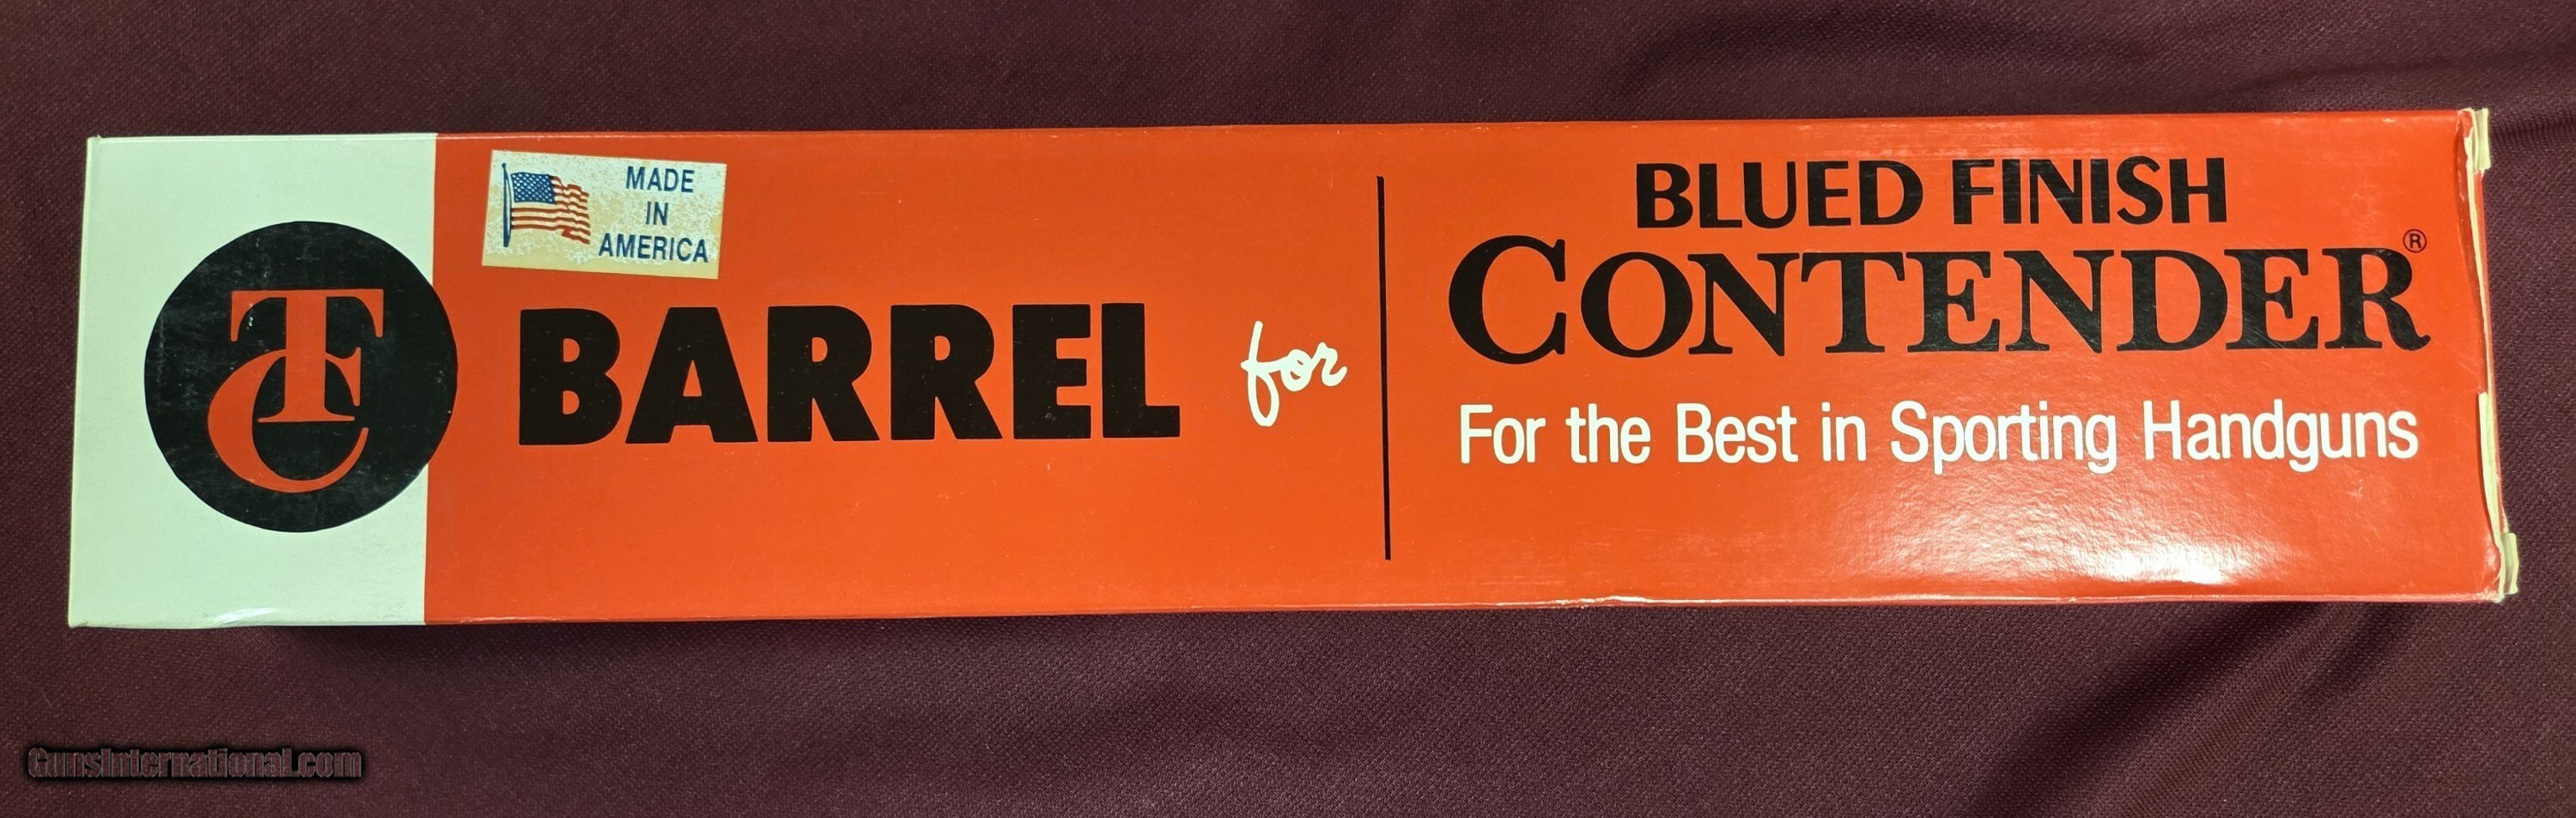 MADE
IN
AMERICA
TC
BARREL for
BLUED FINISH
CONTENDER®
For the Best in Sporting Handguns
GunsInternational.com